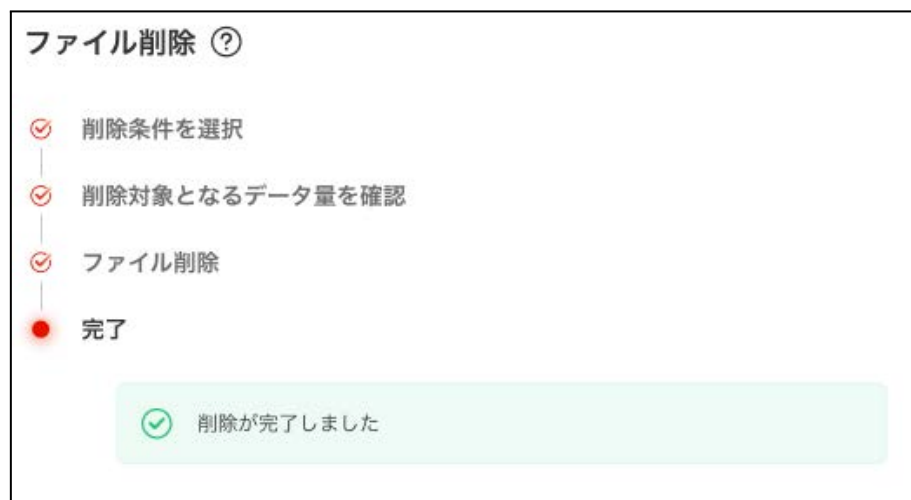 ファイル削除 ?
削除条件を選択
削除対象となるデータ量を確認
ファイル削除
完了
削除が完了しました